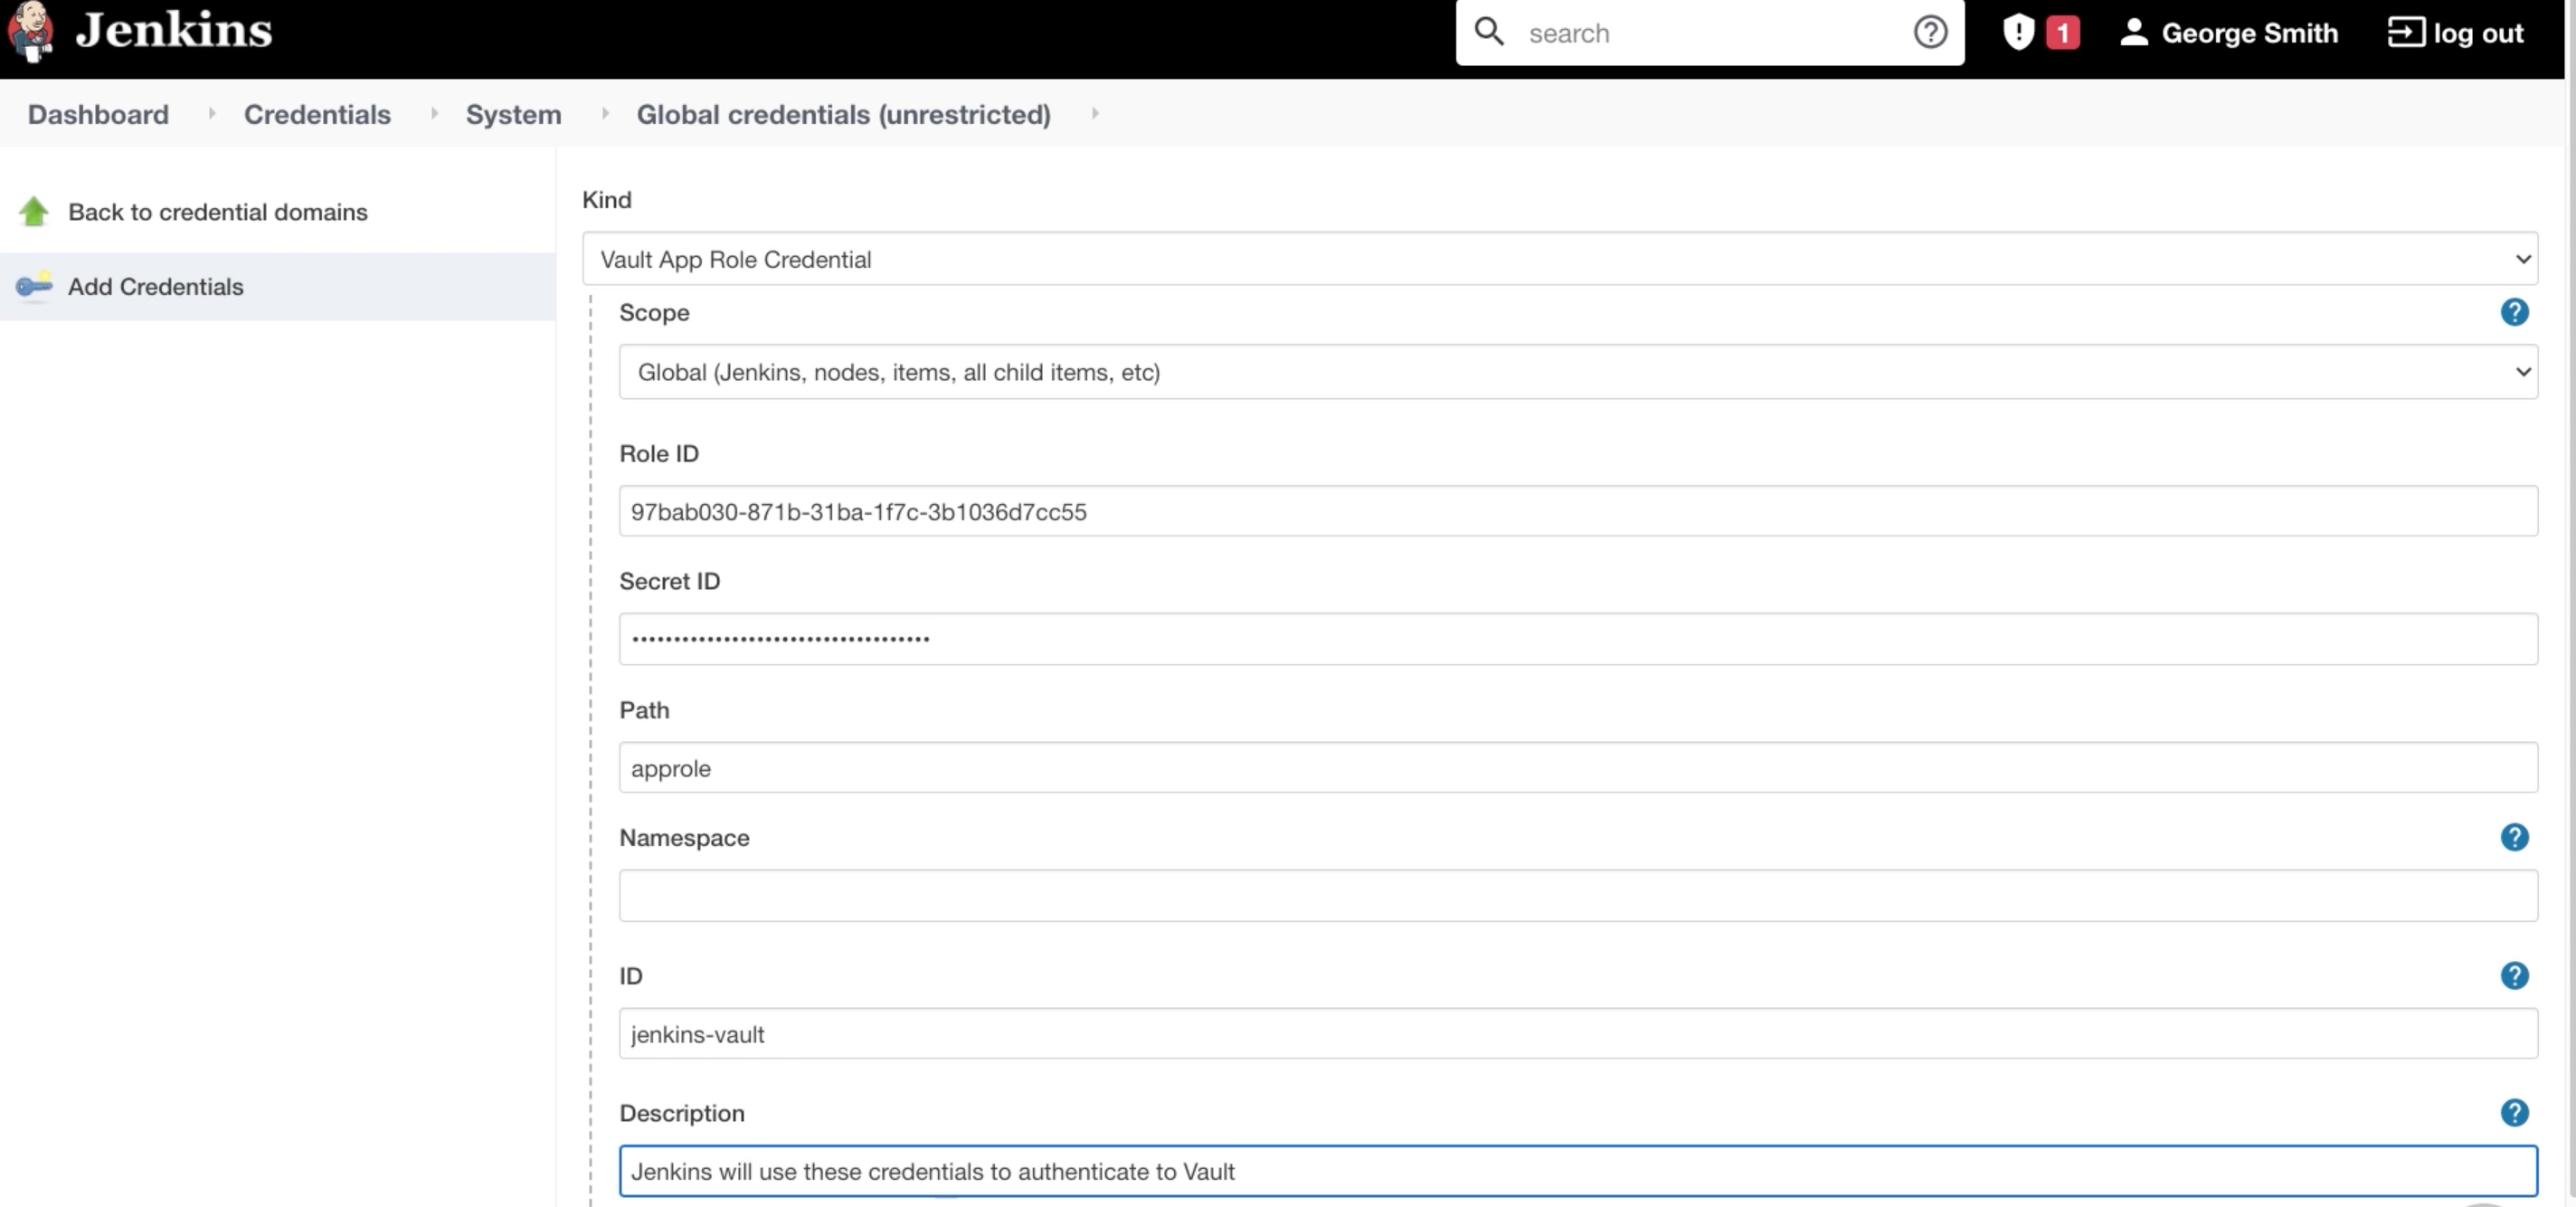 Jenkins
search
1
George Smith
log out
Dashboard
Credentials
System
Global credentials (unrestricted)
Back to credential domains
Add Credentials
Kind
Vault App Role Credential
Scope
Global (Jenkins, nodes, items, all child items, etc)
Role ID
97bab030-871b-31ba-1f7c-3b1036d7cc55
Secret ID
••••••••••••••••••••••••••••••••••••
Path
approle
Namespace
ID
jenkins-vault
Description
Jenkins will use these credentials to authenticate to Vault